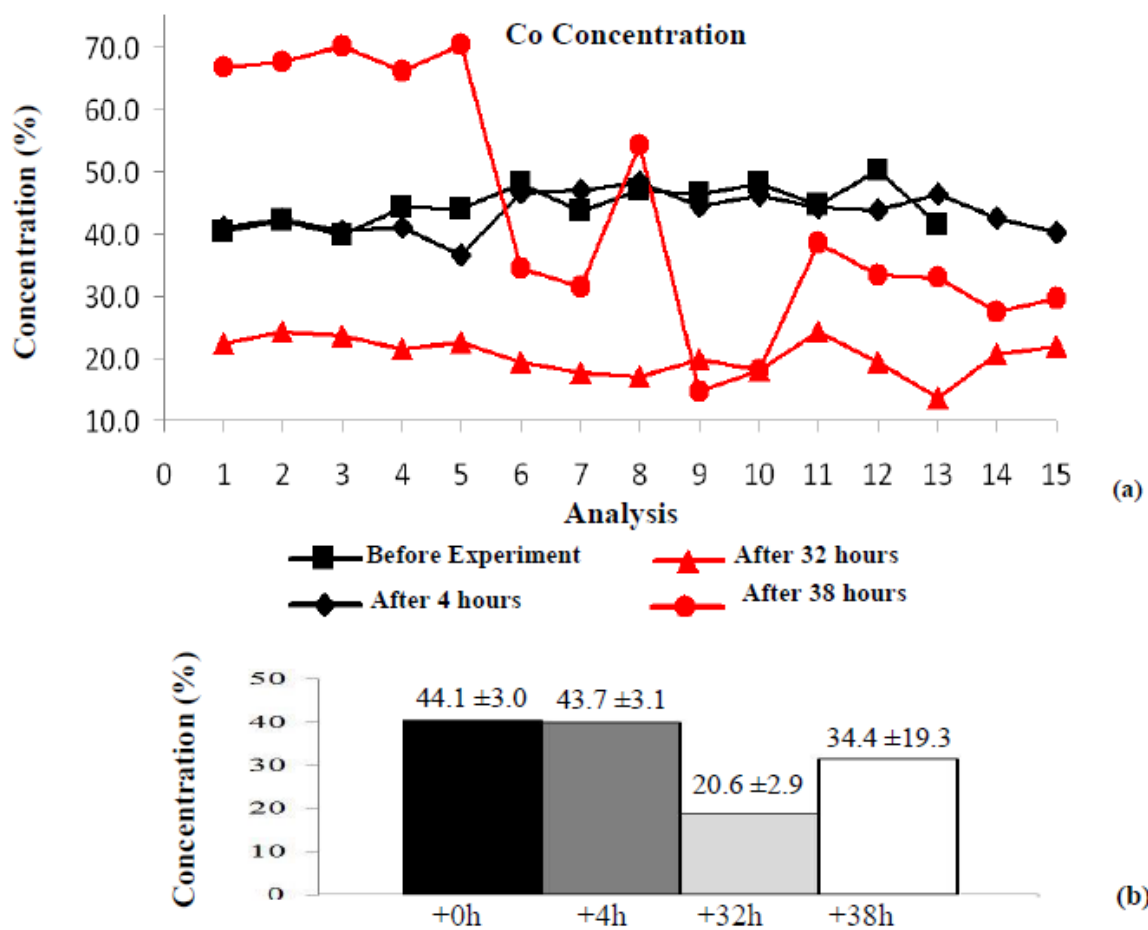 Co Concentration
Concentration (%)
70.0
60.0
50.0
40.0
30.0
20.0
10.0
0 1 2 3 4 5 6 7 8 9 10 11 12 13 14 15
Analysis
(a)
Before Experiment
After 32 hours
After 4 hours
After 38 hours
Concentration (%)
50
40
30
20
10
0
44.1 ±3.0
43.7 ±3.1
20.6 ±2.9
34.4 ±19.3
+0h +4h +32h +38h
(b)